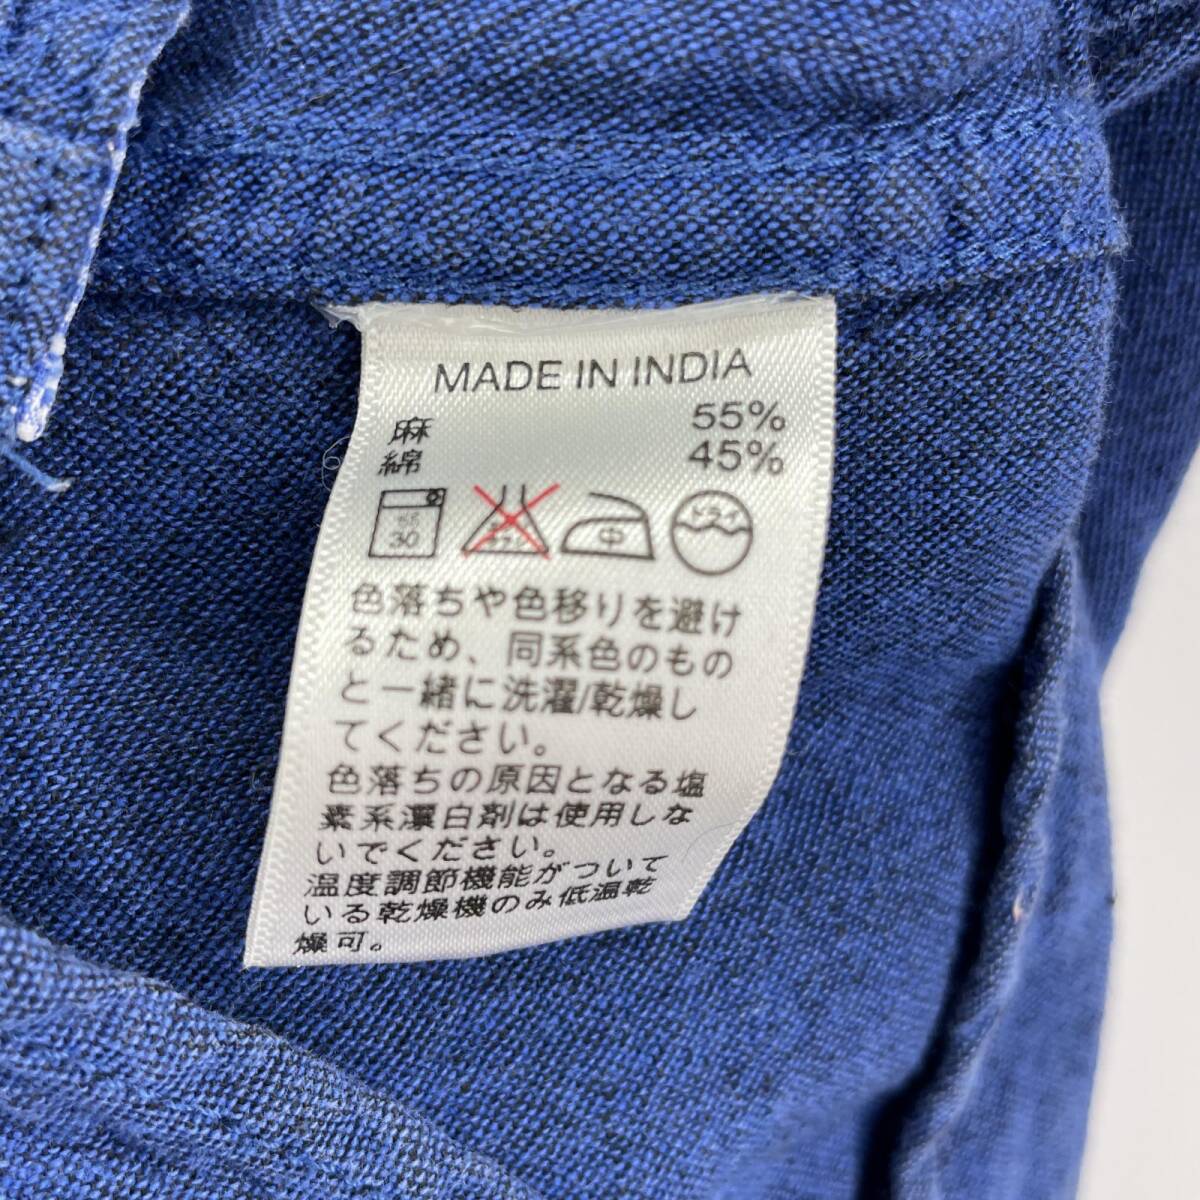 MADE IN INDIA
麻 55%
綿 45%
30 中 ドライ
色落ちや色移りを避け
るため、同系色のもの
と一緒に洗濯/乾燥し
てください。
色落ちの原因となる塩
素系漂白剤は使用しな
いでください。
温度調節機能がついて
いる乾燥機のみ低温乾
燥可。